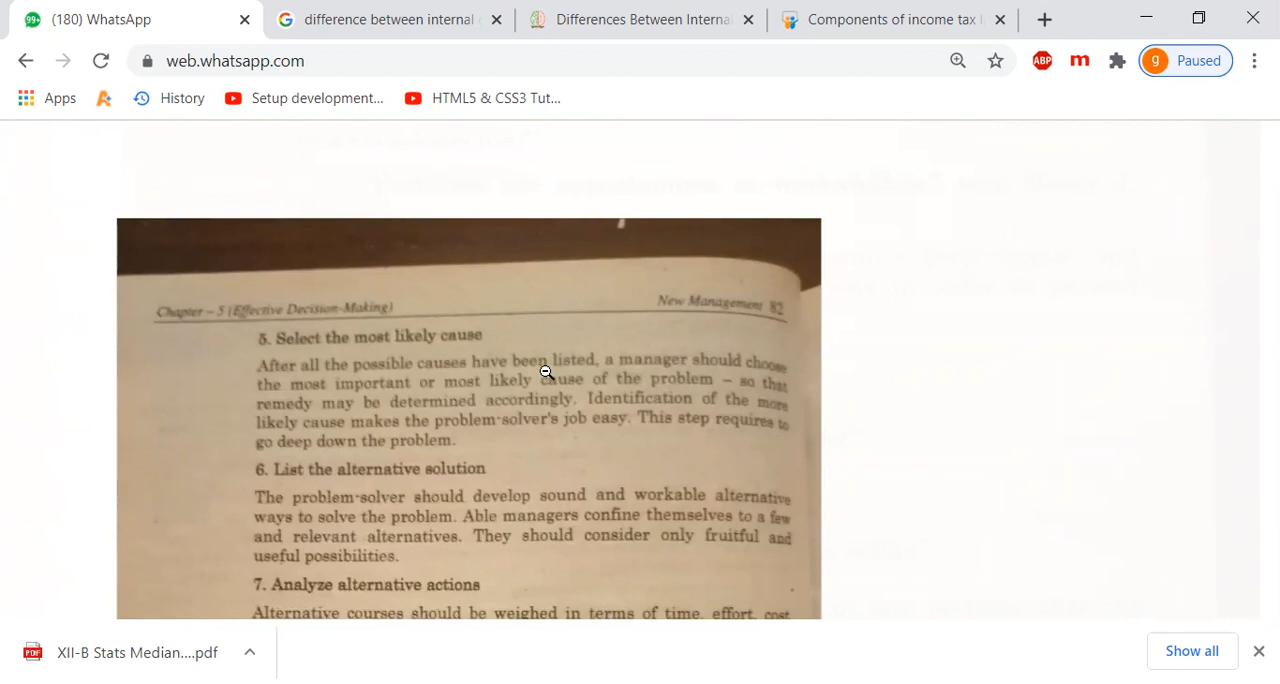 99+ (180) WhatsApp
difference between internal
Differences Between Interna
Components of income tax
web.whatsapp.com
ABP m g Paused
Apps
History
Setup development...
HTML5 & CSS3 Tut...
Chapter – 5 (Effective Decision-Making)
New Management 82
5. Select the most likely cause
After all the possible causes have been listed, a manager should choose
the most important or most likely cause of the problem – so that
remedy may be determined accordingly. Identification of the more
likely cause makes the problem-solver's job easy. This step requires to
go deep down the problem.
6. List the alternative solution
The problem-solver should develop sound and workable alternative
ways to solve the problem. Able managers confine themselves to a few
and relevant alternatives. They should consider only fruitful and
useful possibilities.
7. Analyze alternative actions
Alternative courses should be weighed in terms of time, effort, cost
PDF XII-B Stats Median....pdf
Show all